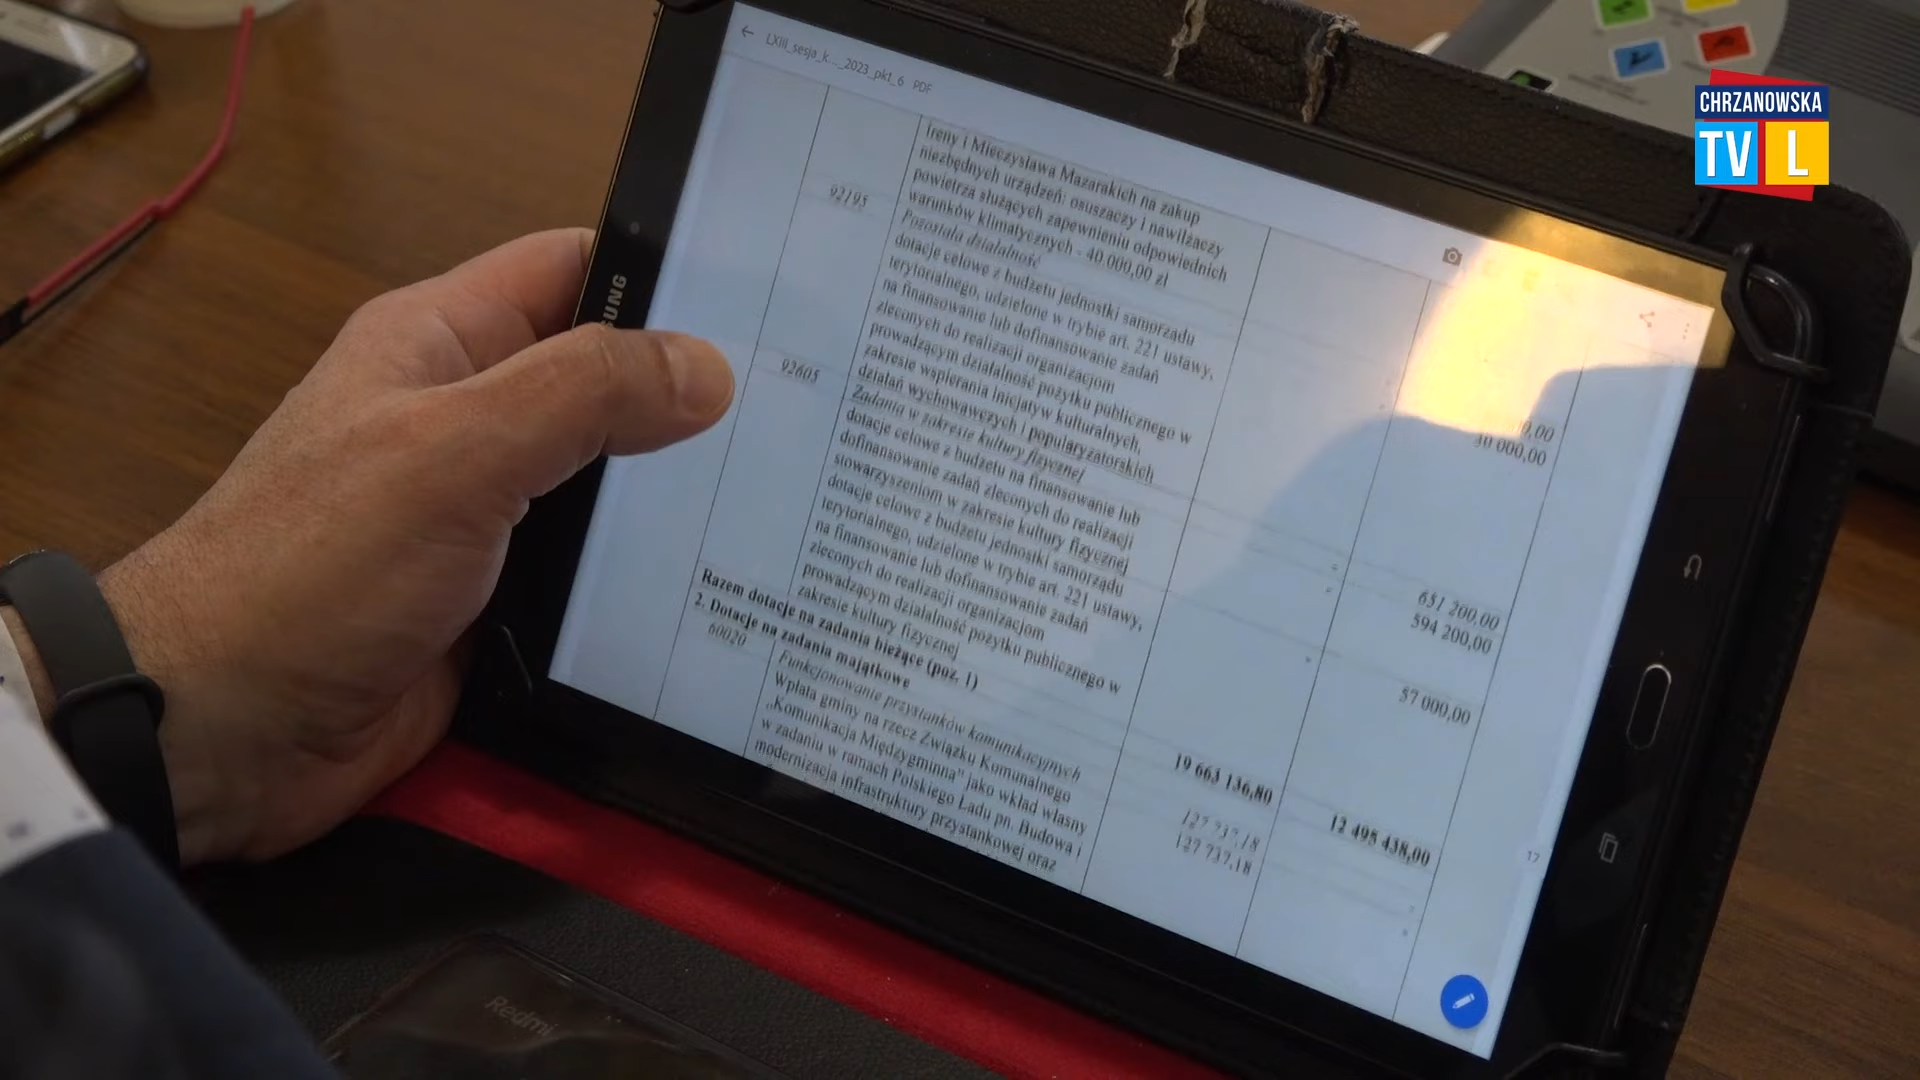 CHRZANOWSKA
TV L
LXIII_sesja_k..._2023_pkt_6 PDF
Ireny i Mieczysława Mazarakich na zakup
niezbędnych urządzeń: osuszaczy i nawilżaczy
powietrza służących zapewnieniu odpowiednich
warunków klimatycznych - 40.000,00 zł
92195 Pozostała działalność
dotacje celowe z budżetu jednostki samorządu
terytorialnego, udzielone w trybie art. 221 ustawy,
na finansowanie lub dofinansowanie zadań
zleconych do realizacji organizacjom
prowadzącym działalność pożytku publicznego w
zakresie wspierania inicjatyw kulturalnych,
działań wychowawczych i popularyzatorskich
30 000,00
92605 Zadania w zakresie kultury fizycznej
651 200,00
dotacje celowe z budżetu na finansowanie lub
dofinansowanie zadań zleconych do realizacji
stowarzyszeniom w zakresie kultury fizycznej
594 200,00
dotacje celowe z budżetu jednostki samorządu
terytorialnego, udzielone w trybie art. 221 ustawy,
na finansowanie lub dofinansowanie zadań
zleconych do realizacji organizacjom
prowadzącym działalność pożytku publicznego w
zakresie kultury fizycznej
57 000,00
Razem dotacje na zadania bieżące (poz. 1) 19 663 136,80 12 498 438,00
2. Dotacje na zadania majątkowe
60020 Funkcjonowanie przystanków komunikacyjnych 127 737,18
Wpłata gminy na rzecz Związku Komunalnego 127 737,18
„Komunikacja Międzygminna" jako wkład własny
w zadaniu w ramach Polskiego Ładu pn. Budowa i
modernizacja infrastruktury przystankowej oraz
17
Redmi